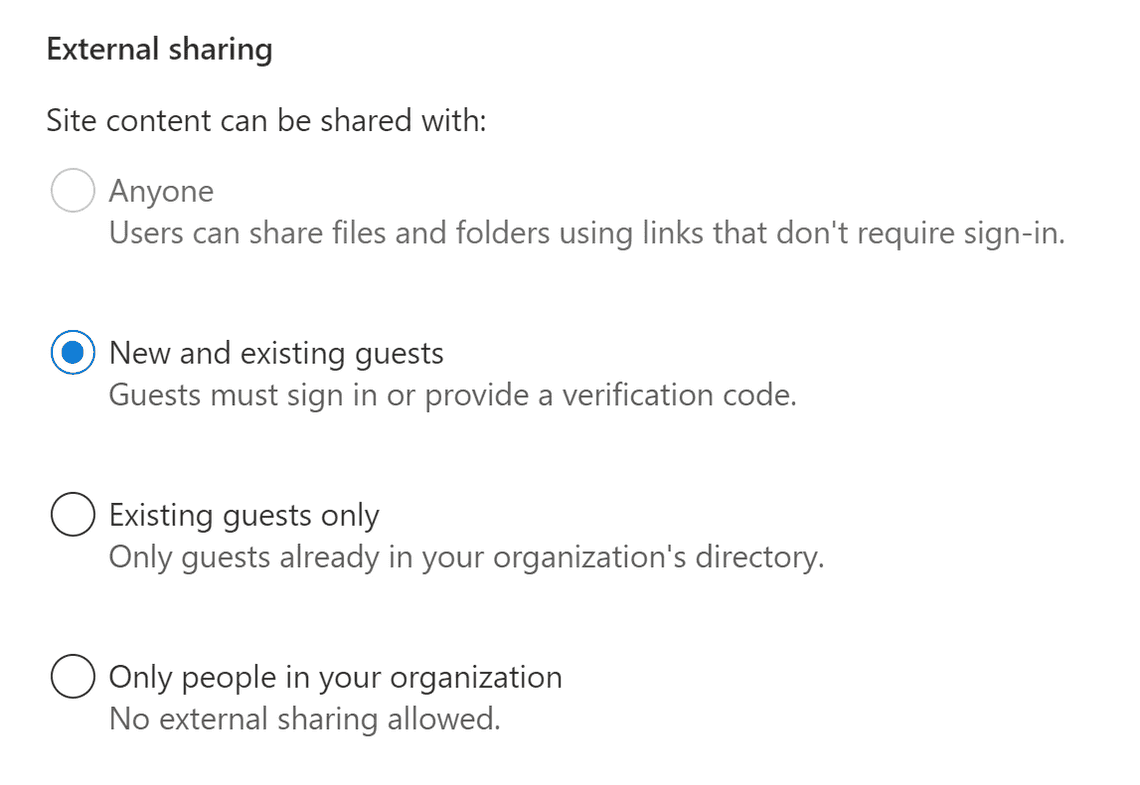 External sharing
Site content can be shared with:
Anyone
Users can share files and folders using links that don't require sign-in.
New and existing guests
Guests must sign in or provide a verification code.
Existing guests only
Only guests already in your organization's directory.
Only people in your organization
No external sharing allowed.